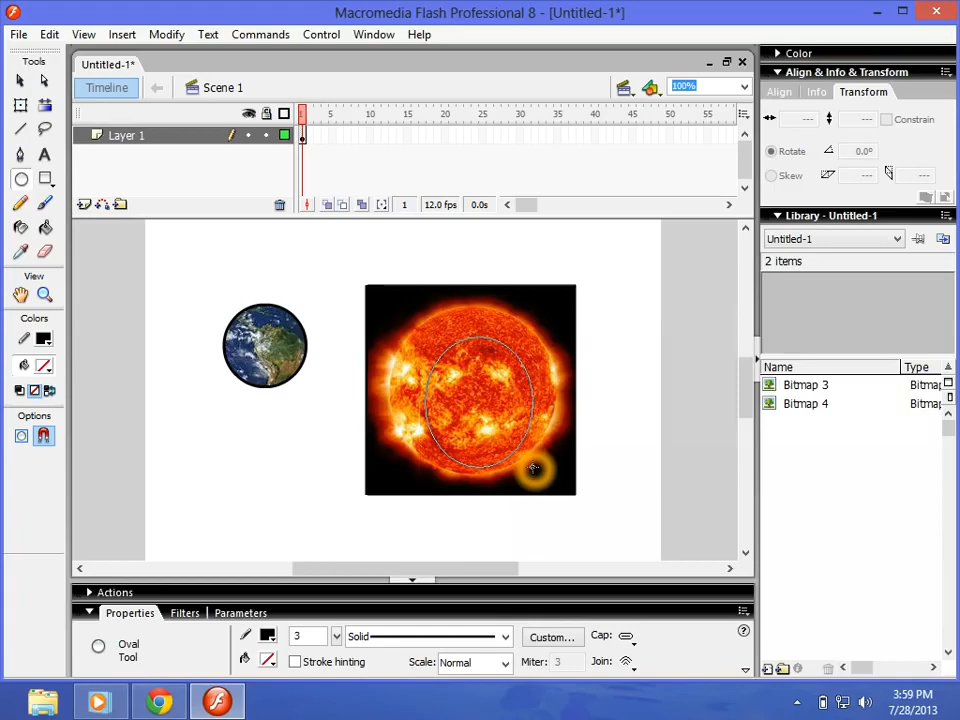 Macromedia Flash Professional 8 - [Untitled-1*]
File Edit View Insert Modify Text Commands Control Window Help
Tools
Untitled-1*
Timeline
Scene 1
100%
1 5 10 15 20 25 30 35 40 45 50 55
Layer 1
1 12.0 fps 0.0s
View
Colors
Options
Color
Align & Info & Transform
Align Info Transform
--- --- Constrain
Rotate 0.0°
Skew --- ---
Library - Untitled-1
Untitled-1
2 items
Name Type
Bitmap 3 Bitmap
Bitmap 4 Bitmap
Actions
Properties Filters Parameters
Oval
Tool
3 Solid Custom... Cap:
Stroke hinting Scale: Normal Miter: 3 Join:
3:59 PM
7/28/2013